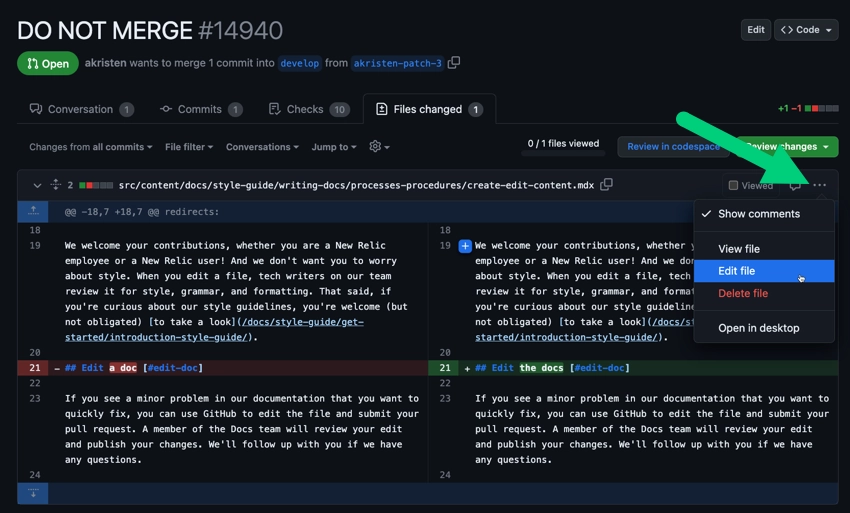 DO NOT MERGE #14940
Edit
<> Code
Open
akristen wants to merge 1 commit into develop from akristen-patch-3
Conversation 1
Commits 1
Checks 10
Files changed 1
+1 −1
Changes from all commits
File filter
Conversations
Jump to
0 / 1 files viewed
Review in codespace
Review changes
2 src/content/docs/style-guide/writing-docs/processes-procedures/create-edit-content.mdx
Viewed
@@ -18,7 +18,7 @@ redirects:
Show comments
View file
Edit file
Delete file
Open in desktop
18
19 We welcome your contributions, whether you are a New Relic
employee or a New Relic user! And we don't want you to worry
about style. When you edit a file, tech writers on our team
review it for style, grammar, and formatting. That said, if
you're curious about our style guidelines, you're welcome (but
not obligated) [to take a look](/docs/style-guide/get-
started/introduction-style-guide/).
20
21 - ## Edit a doc [#edit-doc]
22
23 If you see a minor problem in our documentation that you want to
quickly fix, you can use GitHub to edit the file and submit your
pull request. A member of the Docs team will review your edit
and publish your changes. We'll follow up with you if we have
any questions.
24
18
19 We welcome your contributions, whether
employee or a New Relic user! And we don
about style. When you edit a file, tech
review it for style, grammar, and format
you're curious about our style guideline
not obligated) [to take a look](/docs/s
started/introduction-style-guide/).
20
21 + ## Edit the docs [#edit-doc]
22
23 If you see a minor problem in our documentation that you want to
quickly fix, you can use GitHub to edit the file and submit your
pull request. A member of the Docs team will review your edit
and publish your changes. We'll follow up with you if we have
any questions.
24